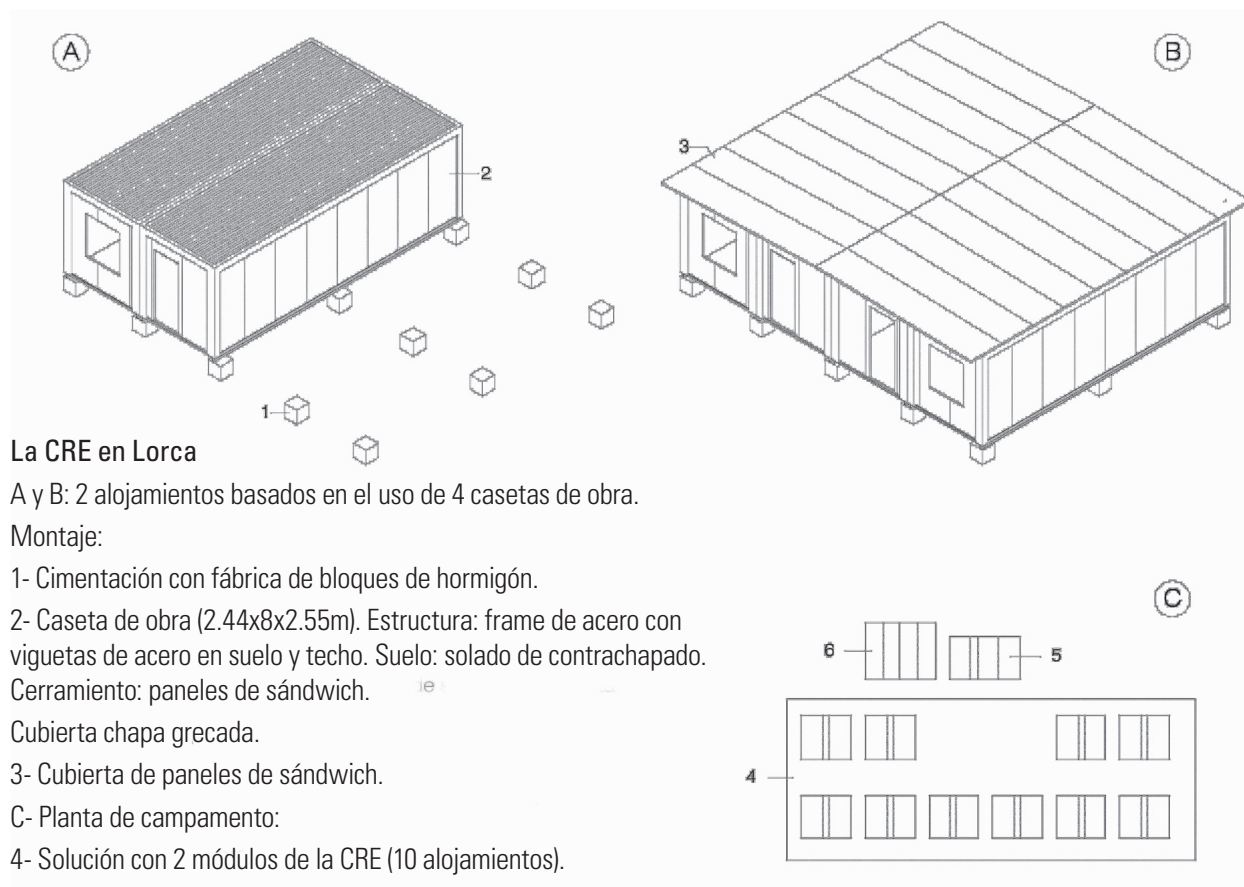 A
B
2
3
1
La CRE en Lorca
A y B: 2 alojamientos basados en el uso de 4 casetas de obra.
Montaje:
1- Cimentación con fábrica de bloques de hormigón.
2- Caseta de obra (2.44x8x2.55m). Estructura: frame de acero con
viguetas de acero en suelo y techo. Suelo: solado de contrachapado.
Cerramiento: paneles de sándwich.
Cubierta chapa grecada.
3- Cubierta de paneles de sándwich.
C- Planta de campamento:
4- Solución con 2 módulos de la CRE (10 alojamientos).
C
6
5
4